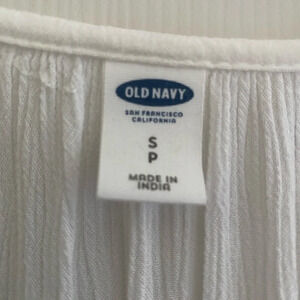 OLD NAVY
SAN FRANCISCO
CALIFORNIA
S
P
MADE IN
INDIA